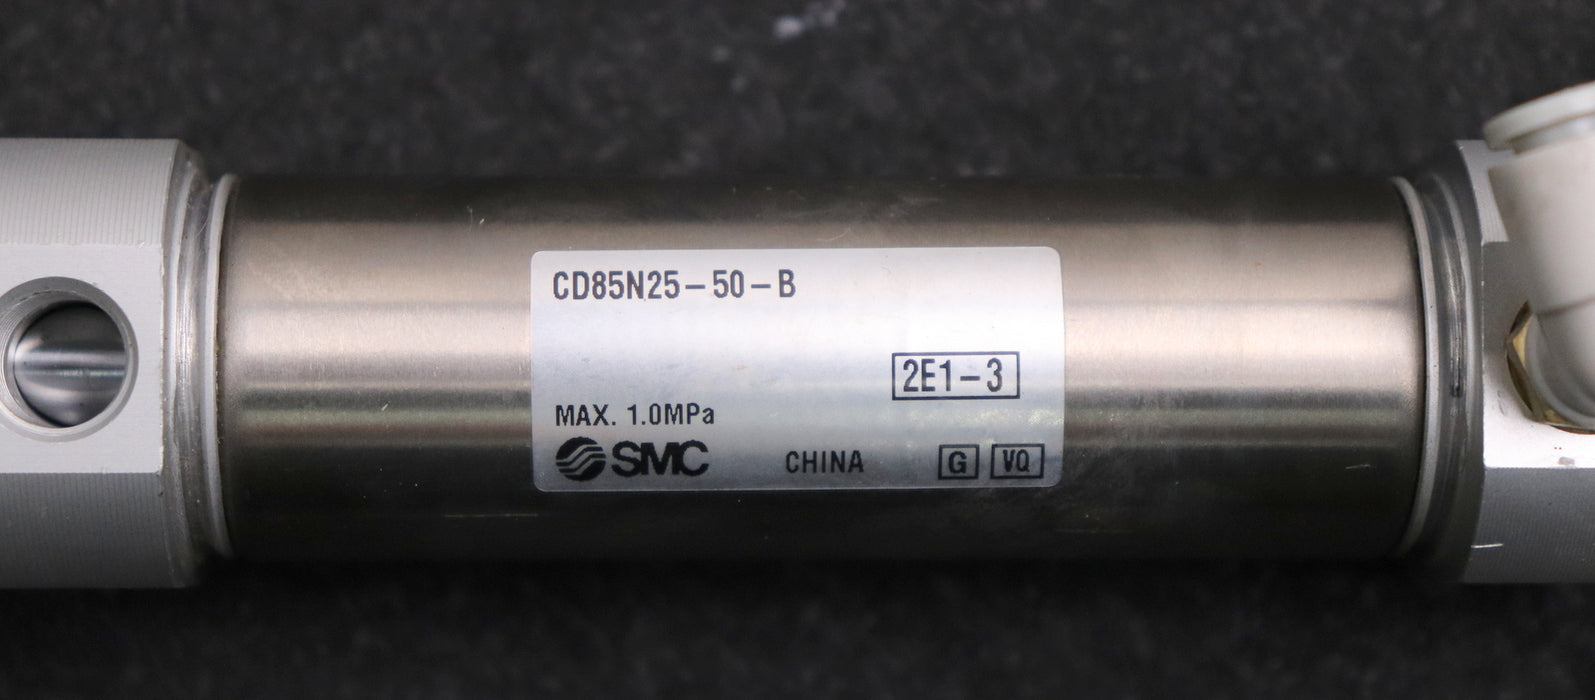 CD85N25-50-B
2E1-3
MAX. 1.0MPa
SMC CHINA G VQ